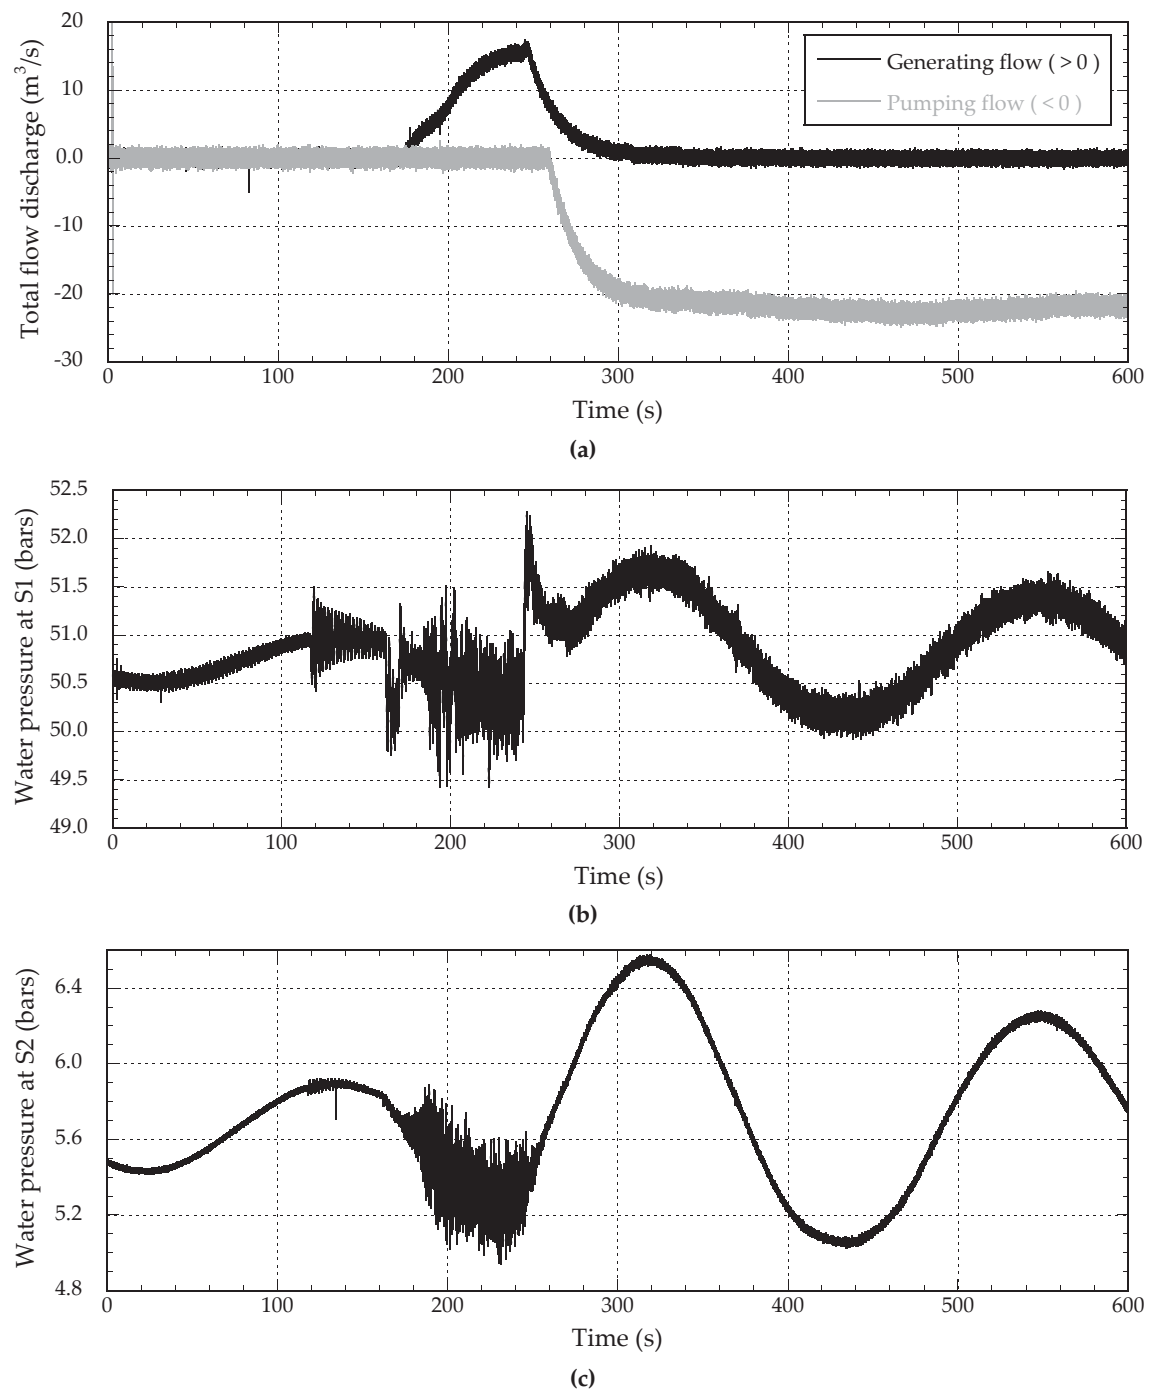 Total flow discharge (m³/s)
20
10
0.0
-10
-20
-30
Generating flow ( > 0 )
Pumping flow ( < 0 )
0 100 200 300 400 500 600
Time (s)
(a)
Water pressure at S1 (bars)
52.5
52.0
51.5
51.0
50.5
50.0
49.5
49.0
0 100 200 300 400 500 600
Time (s)
(b)
Water pressure at S2 (bars)
6.4
6.0
5.6
5.2
4.8
0 100 200 300 400 500 600
Time (s)
(c)